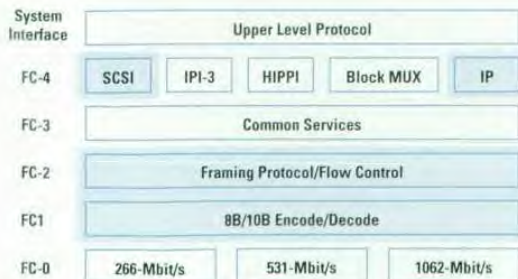 System
Interface Upper Level Protocol
FC-4 SCSI IPI-3 HIPPI Block MUX IP
FC-3 Common Services
FC-2 Framing Protocol/Flow Control
FC1 8B/10B Encode/Decode
FC-0 266-Mbit/s 531-Mbit/s 1062-Mbit/s